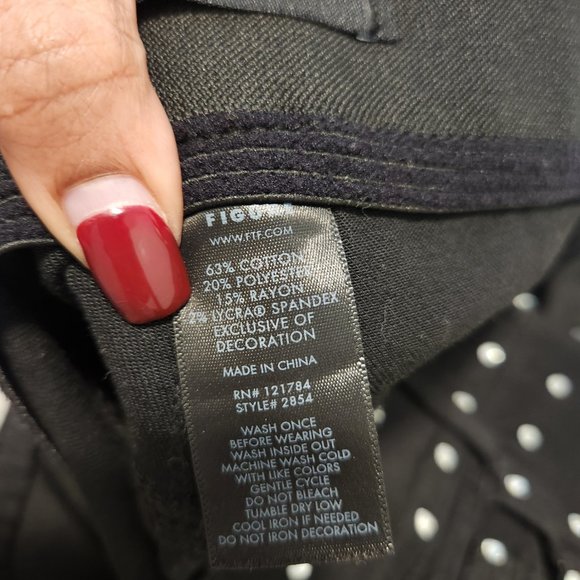 WWW.FTF.COM
63% COTTON
20% POLYESTER
15% RAYON
2% LYCRA® SPANDEX
EXCLUSIVE OF
DECORATION
MADE IN CHINA
RN# 121784
STYLE# 2854
WASH ONCE
BEFORE WEARING
WASH INSIDE OUT
MACHINE WASH COLD
WITH LIKE COLORS
GENTLE CYCLE
DO NOT BLEACH
TUMBLE DRY LOW
COOL IRON IF NEEDED
DO NOT IRON DECORATION